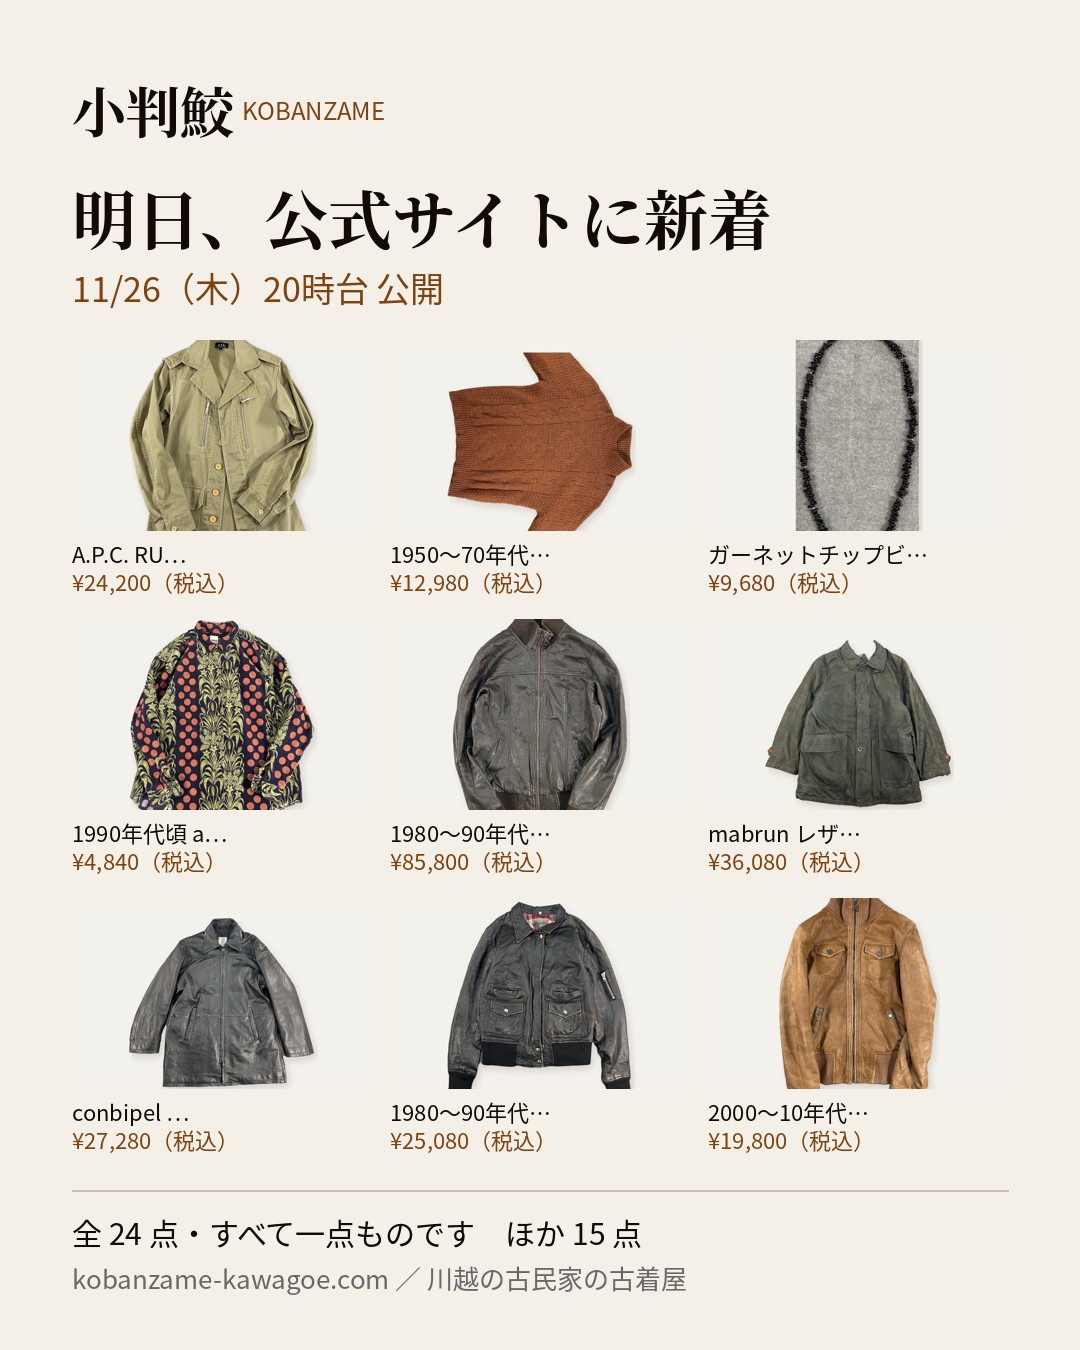 小判鮫 KOBANZAME
明日、公式サイトに新着
11/26（木）20時台 公開
A.P.C. RU…
¥24,200（税込）
1950〜70年代…
¥12,980（税込）
ガーネットチップビ…
¥9,680（税込）
1990年代頃 a…
¥4,840（税込）
1980〜90年代…
¥85,800（税込）
mabrun レザ…
¥36,080（税込）
conbipel …
¥27,280（税込）
1980〜90年代…
¥25,080（税込）
2000〜10年代…
¥19,800（税込）
全 24 点・すべて一点ものです　ほか 15 点
kobanzame-kawagoe.com ／ 川越の古民家の古着屋